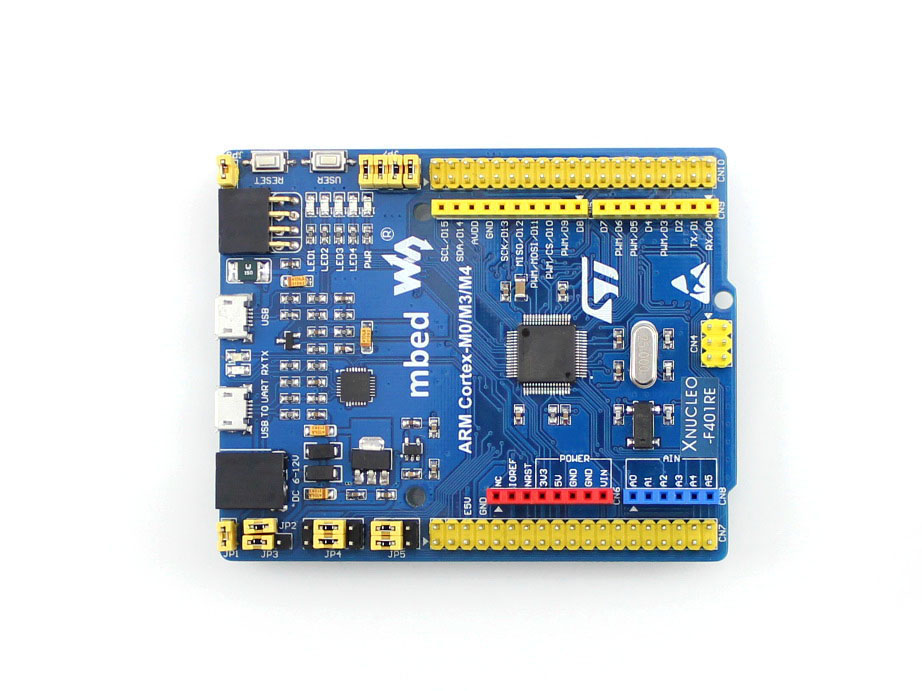 RESET
USER
CN10
CN9
LED1
LED2
LED3
LED4
PWR
®
SCL/D15
SDA/D14
AVDD
GND
SCK/D13
MISO/D12
PWM/MOSI/D11
PWM/CS/D10
PWM/D9
D8
D7
PWM/D6
PWM/D5
D4
PWM/D3
D2
TX/D1
RX/D0
USB
USB TO UART
RX
TX
mbed
ARM Cortex-M0/M3/M4
ST
CN4
XNUCLEO
-F401RE
DC 6-12V
POWER
AIN
E5V
GND
NC
IOREF
NRST
3V3
5V
GND
GND
VIN
CN6
A0
A1
A2
A3
A4
A5
CN8
CN7
JP1
JP2
JP3
JP4
JP5